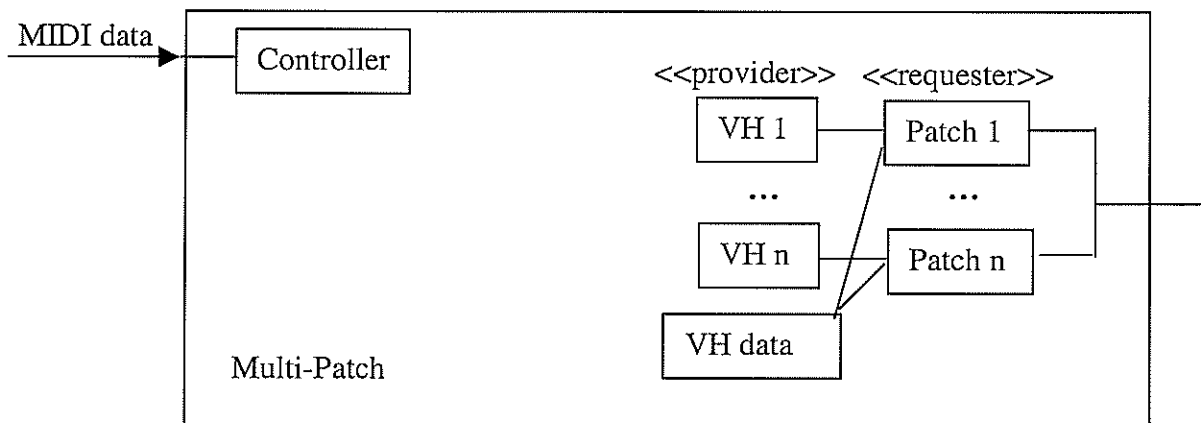 MIDI data
Controller
<<provider>> <<requester>>
VH 1 Patch 1
... ...
VH n Patch n
VH data
Multi-Patch